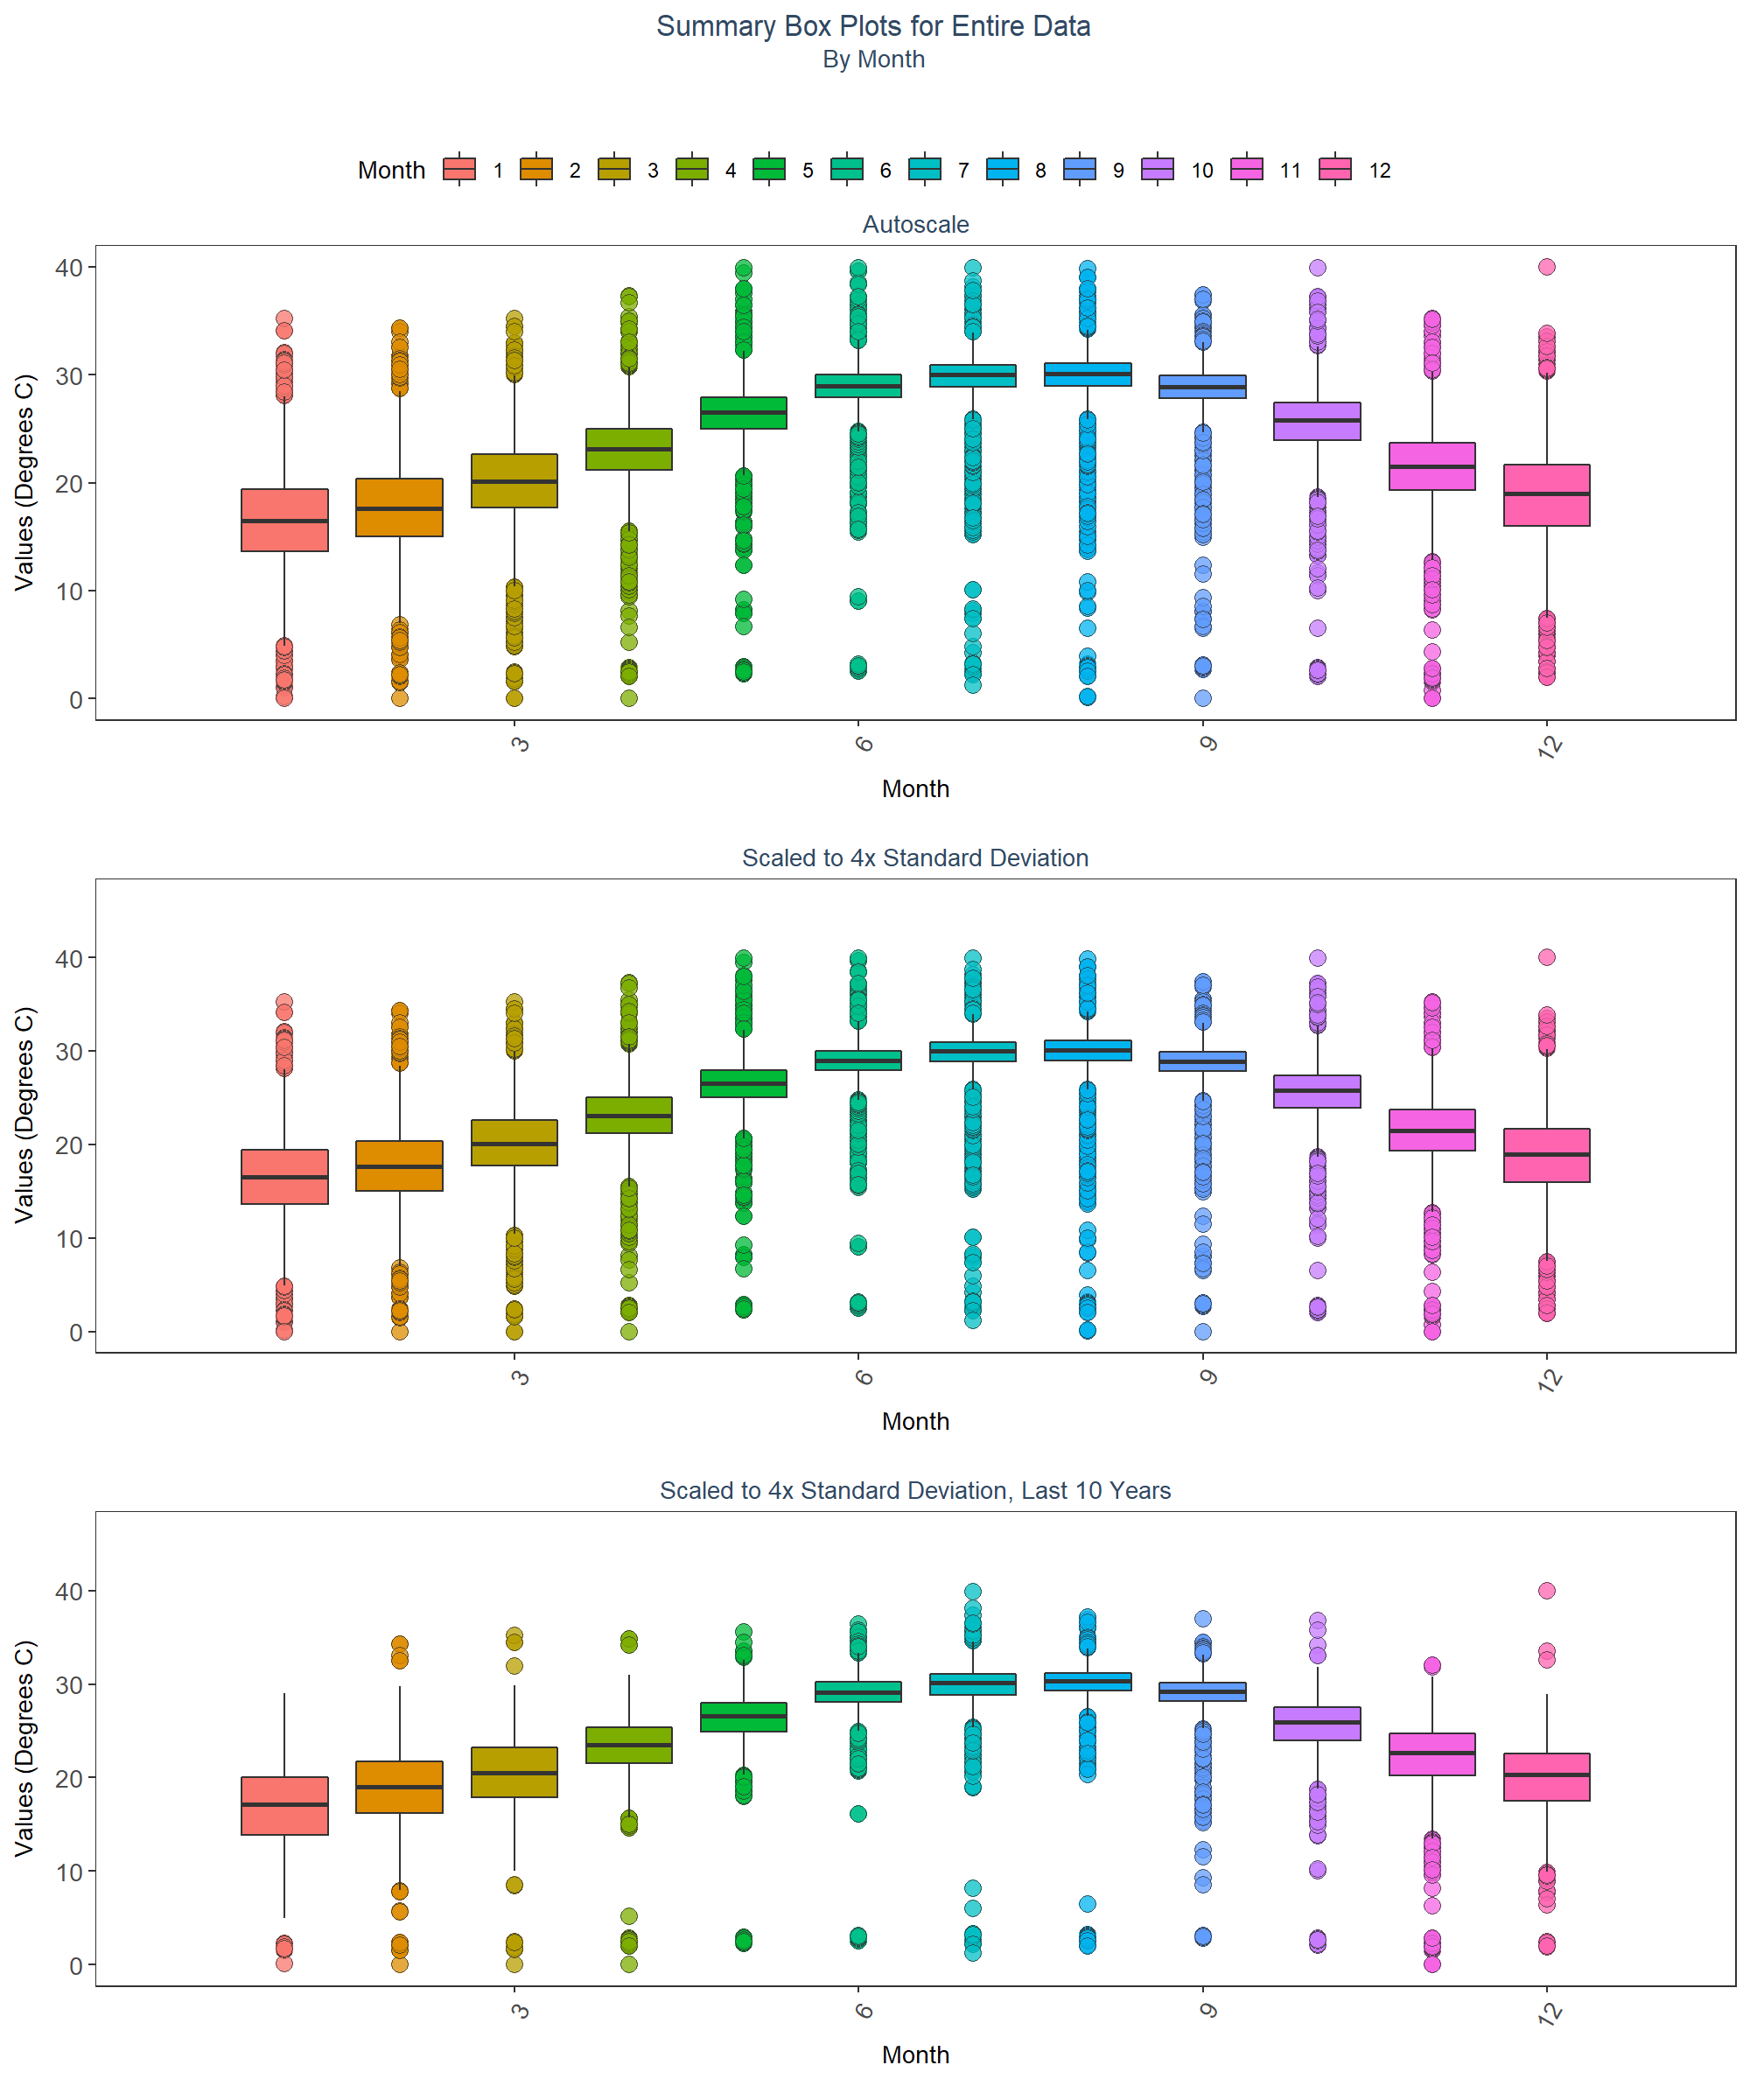 Summary Box Plots for Entire Data
By Month
Month 1 2 3 4 5 6 7 8 9 10 11 12
Autoscale
Values (Degrees C)
40
30
20
10
0
3 6 9 12
Month
Scaled to 4x Standard Deviation
Values (Degrees C)
40
30
20
10
0
3 6 9 12
Month
Scaled to 4x Standard Deviation, Last 10 Years
Values (Degrees C)
40
30
20
10
0
3 6 9 12
Month